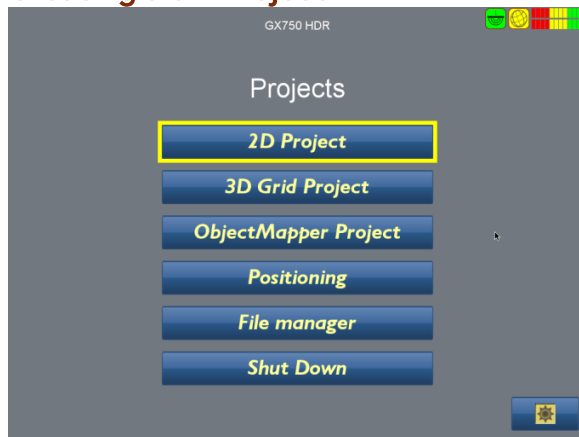 GX750 HDR
Projects
2D Project
3D Grid Project
ObjectMapper Project
Positioning
File manager
Shut Down